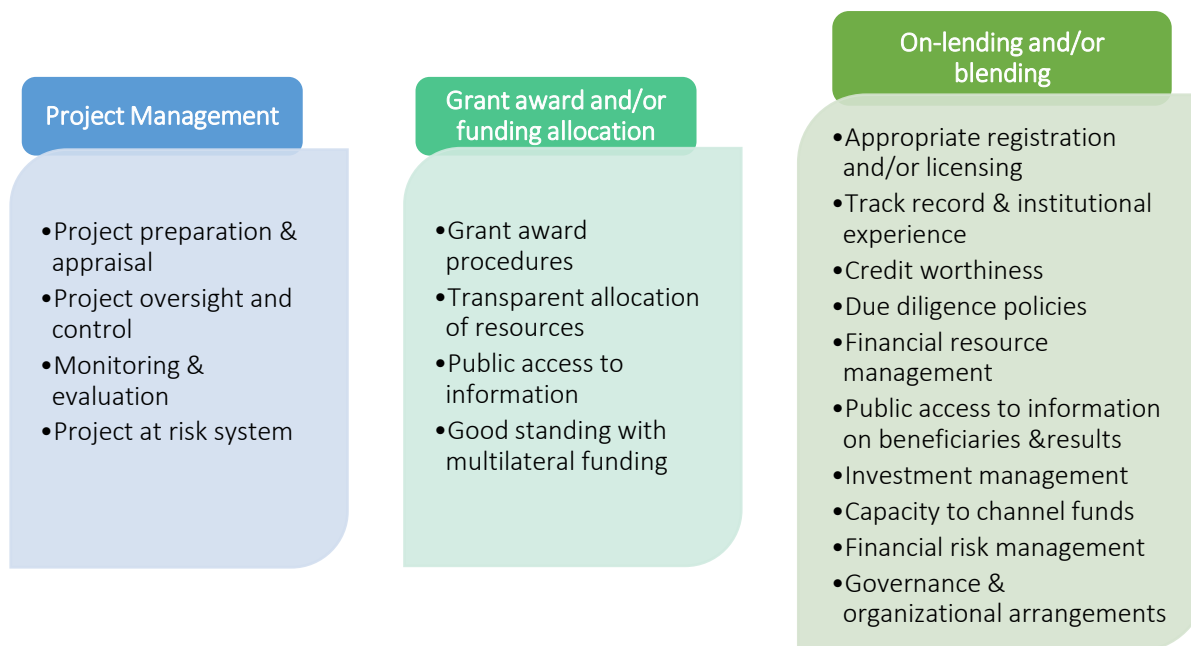 Project Management
•Project preparation &
appraisal
•Project oversight and
control
•Monitoring &
evaluation
•Project at risk system
Grant award and/or
funding allocation
•Grant award
procedures
•Transparent allocation
of resources
•Public access to
information
•Good standing with
multilateral funding
On-lending and/or
blending
•Appropriate registration
and/or licensing
•Track record & institutional
experience
•Credit worthiness
•Due diligence policies
•Financial resource
management
•Public access to information
on beneficiaries &results
•Investment management
•Capacity to channel funds
•Financial risk management
•Governance &
organizational arrangements